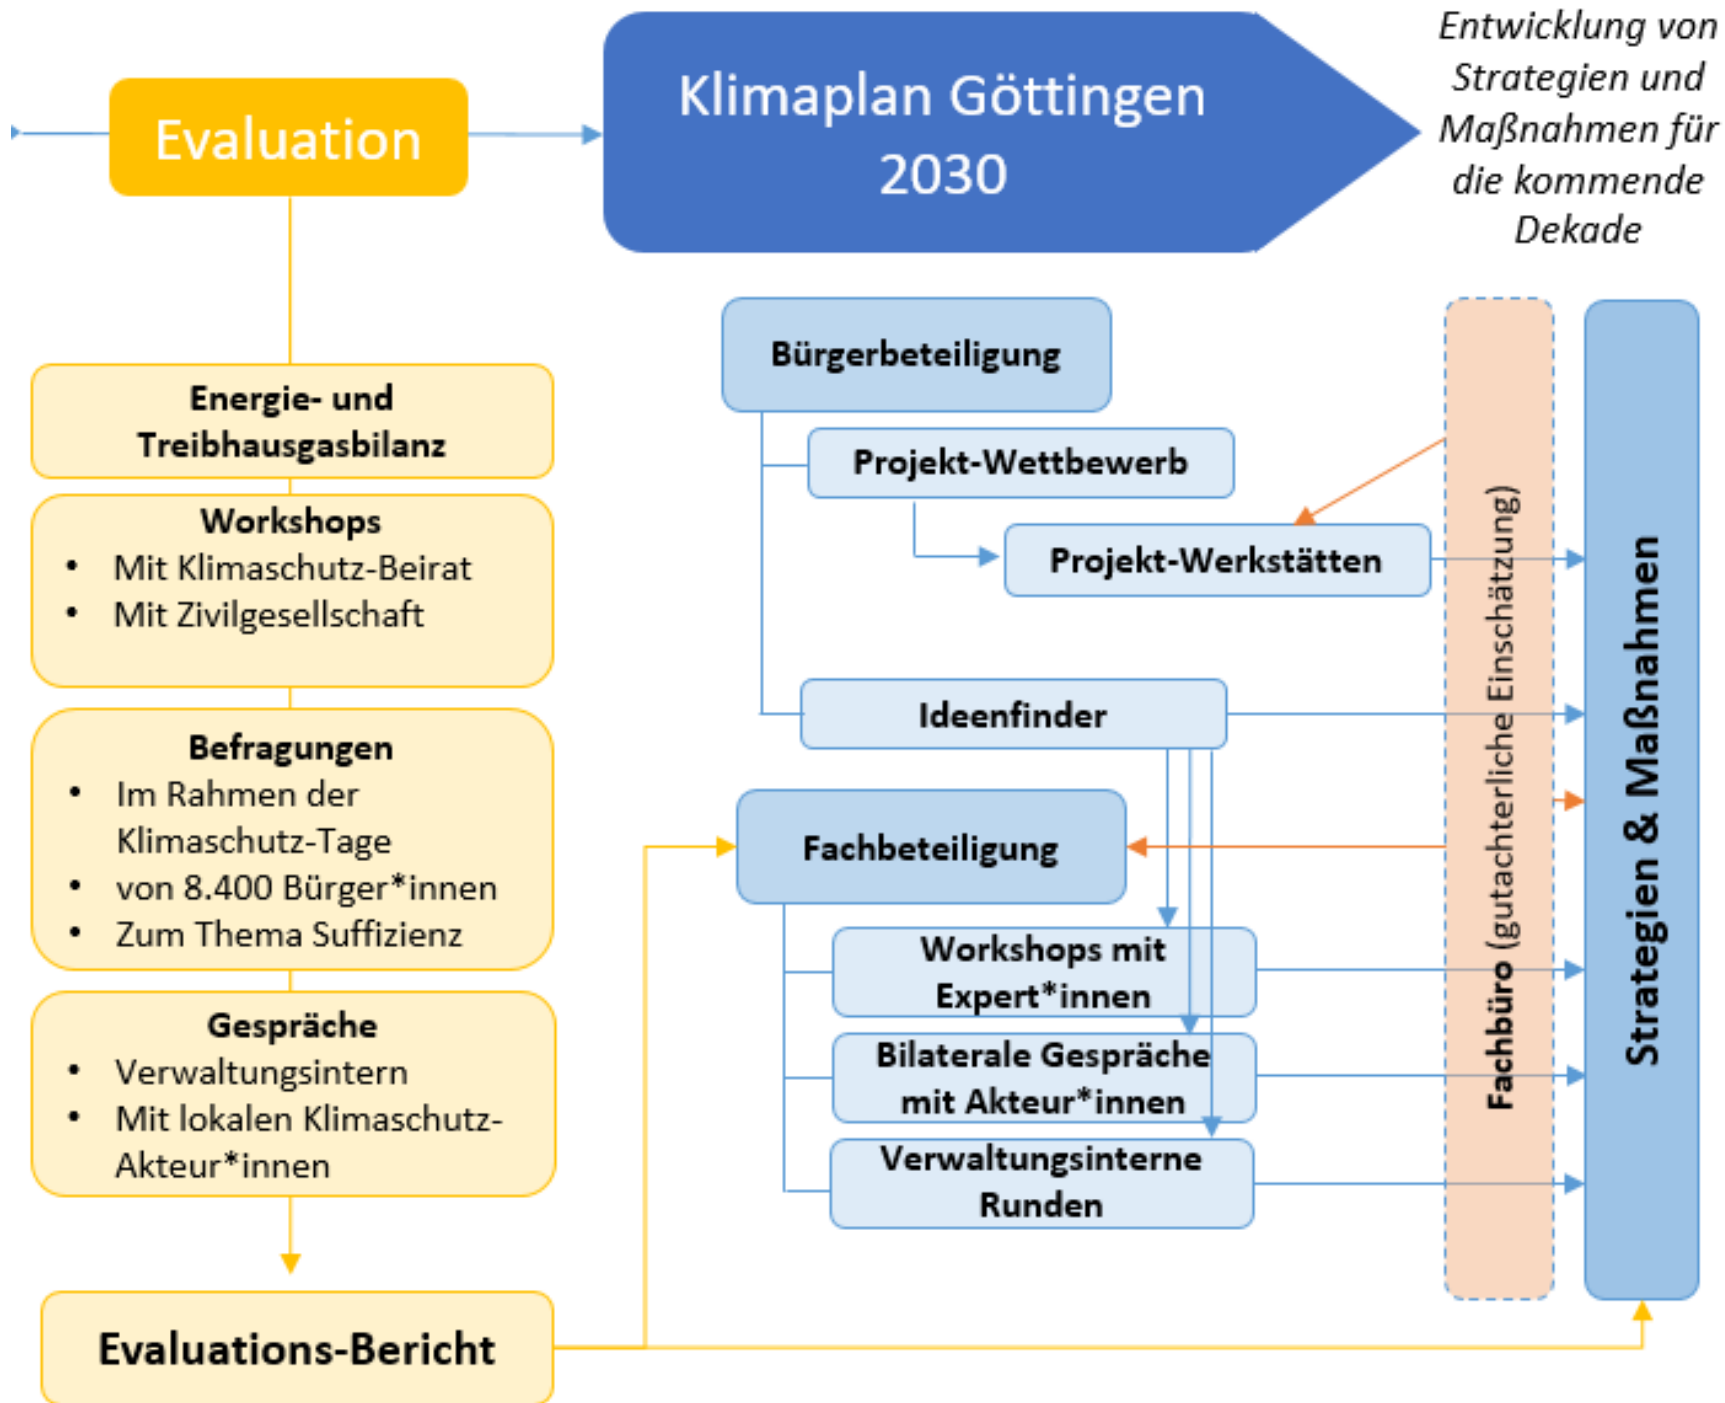 Evaluation
Klimaplan Göttingen
2030
Entwicklung von
Strategien und
Maßnahmen für
die kommende
Dekade
Energie- und
Treibhausgasbilanz
Workshops
• Mit Klimaschutz-Beirat
• Mit Zivilgesellschaft
Befragungen
• Im Rahmen der
Klimaschutz-Tage
• von 8.400 Bürger*innen
• Zum Thema Suffizienz
Gespräche
• Verwaltungsintern
• Mit lokalen Klimaschutz-
Akteur*innen
Evaluations-Bericht
Bürgerbeteiligung
Projekt-Wettbewerb
Projekt-Werkstätten
Ideenfinder
Fachbeteiligung
Workshops mit
Expert*innen
Bilaterale Gespräche
mit Akteur*innen
Verwaltungsinterne
Runden
Fachbüro (gutachterliche Einschätzung)
Strategien & Maßnahmen